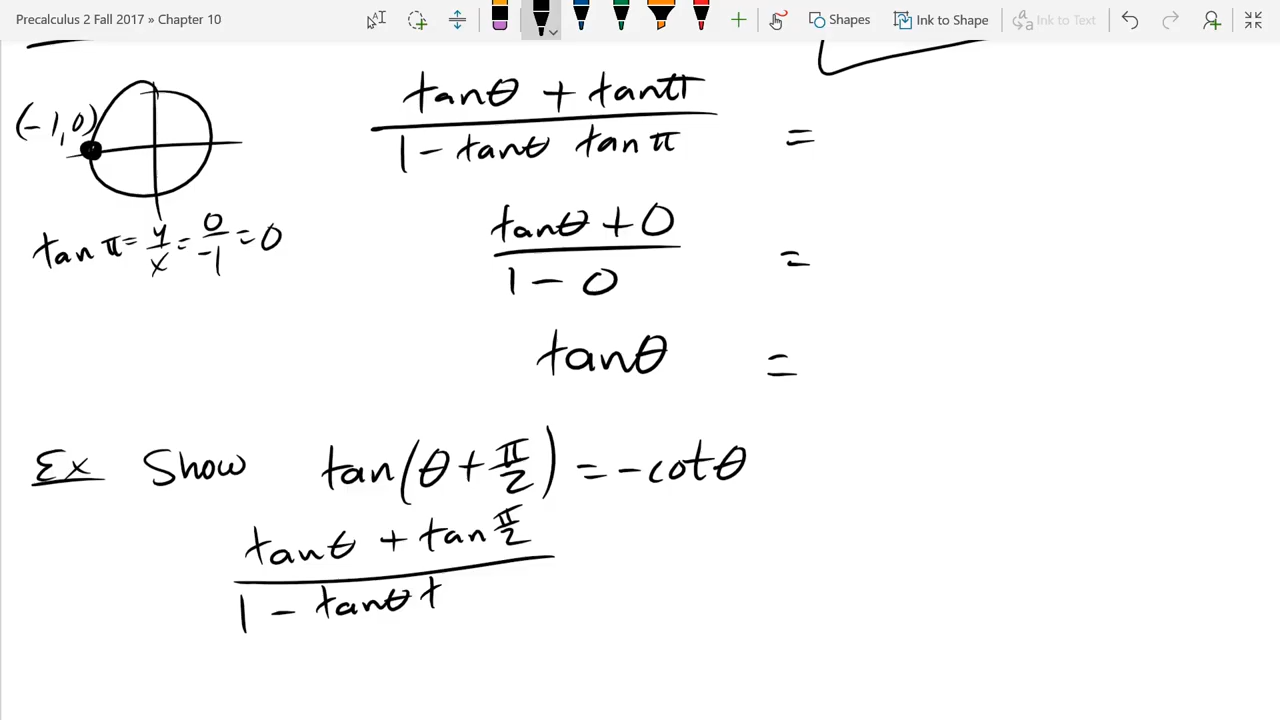 Precalculus 2 Fall 2017 » Chapter 10
Shapes
Ink to Shape
Ink to Text
(-1,0)
tanθ + tanπ
1 - tanθ tanπ
=
tan π = y/x = 0/-1 = 0
tanθ + 0
1 - 0
=
tanθ =
Ex Show tan(θ + π/2) = -cotθ
tanθ + tan π/2
1 - tanθ t